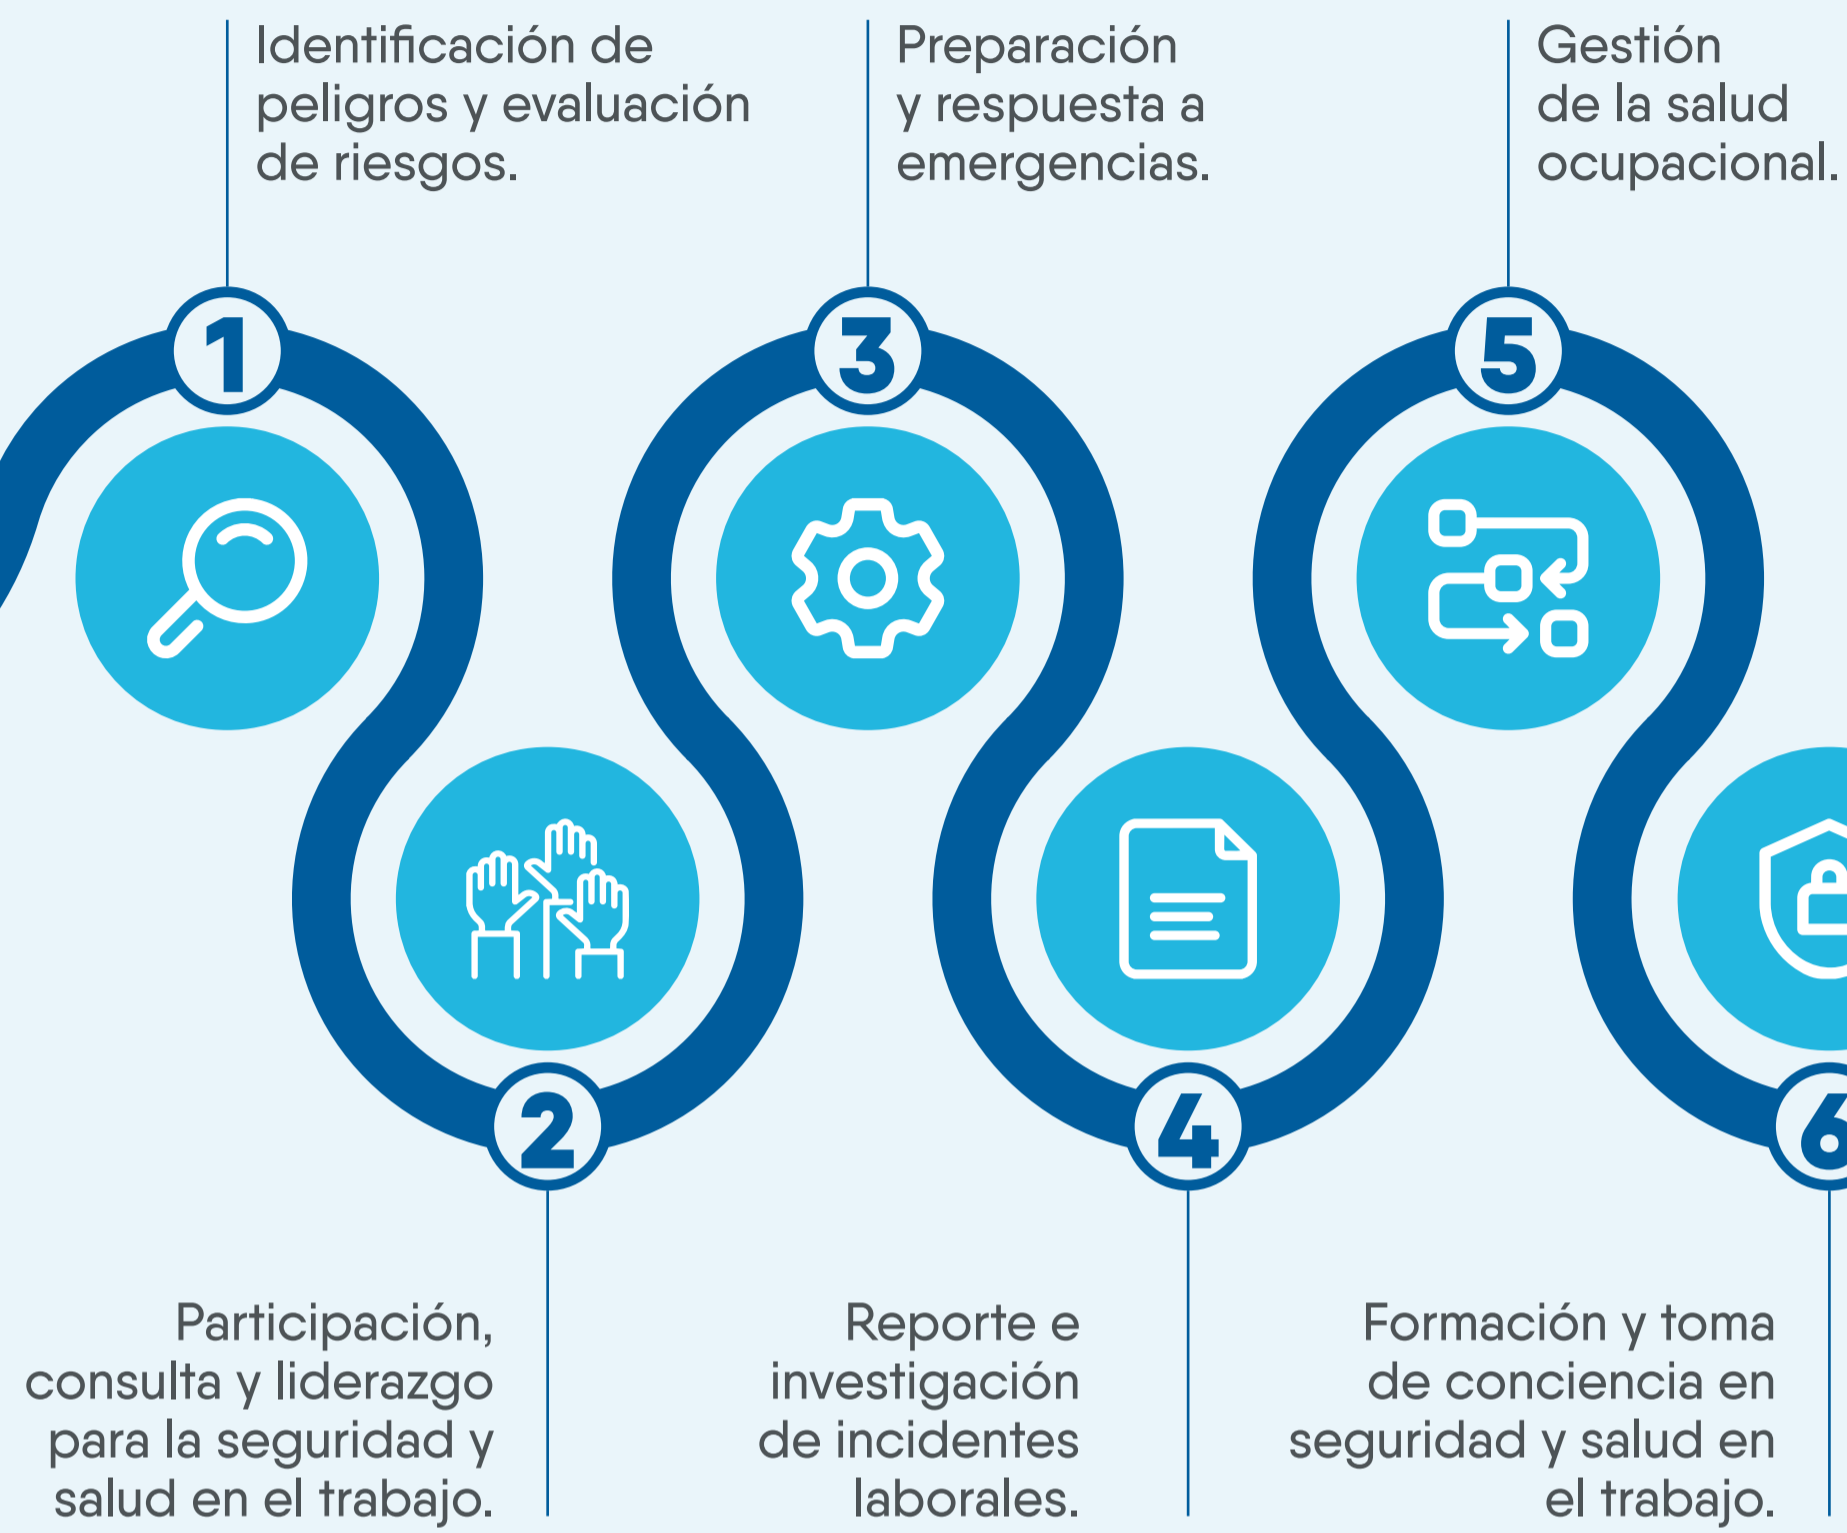 Identificación de
peligros y evaluación
de riesgos.
1
Participación,
consulta y liderazgo
para la seguridad y
salud en el trabajo.
2
Preparación
y respuesta a
emergencias.
3
Reporte e
investigación
de incidentes
laborales.
4
Gestión
de la salud
ocupacional.
5
Formación y toma
de conciencia en
seguridad y salud en
el trabajo.
6